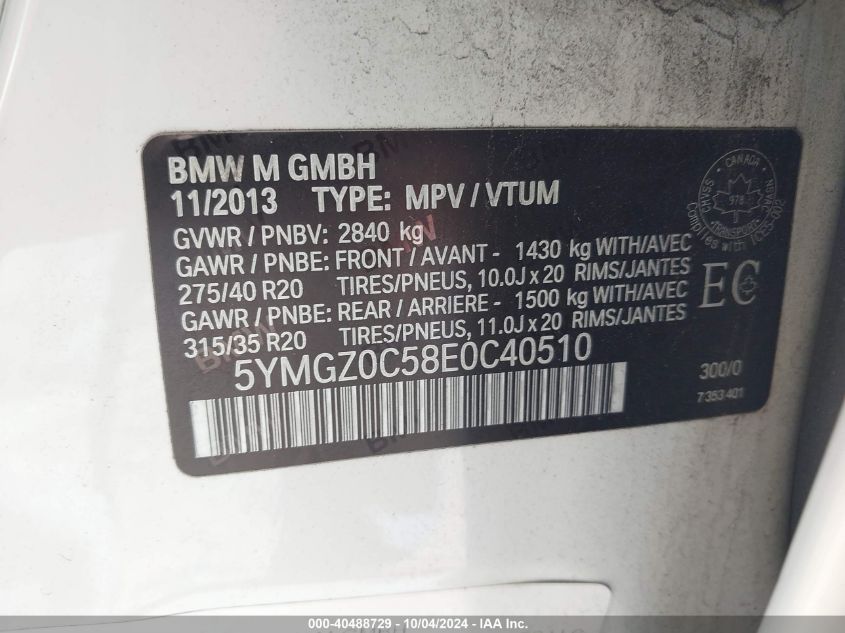 BMW M GMBH
11/2013 TYPE: MPV / VTUM
GVWR / PNBV: 2840 kg
GAWR / PNBE: FRONT / AVANT - 1430 kg WITH/AVEC
275/40 R20 TIRES/PNEUS, 10.0J x 20 RIMS/JANTES
GAWR / PNBE: REAR / ARRIERE - 1500 kg WITH/AVEC
315/35 R20 TIRES/PNEUS, 11.0J x 20 RIMS/JANTES
5YMGZ0C58E0C40510
CANADA
978
TRANSPORT
EC
300/0
7 353 401
000-40488729 - 10/04/2024 - IAA Inc.